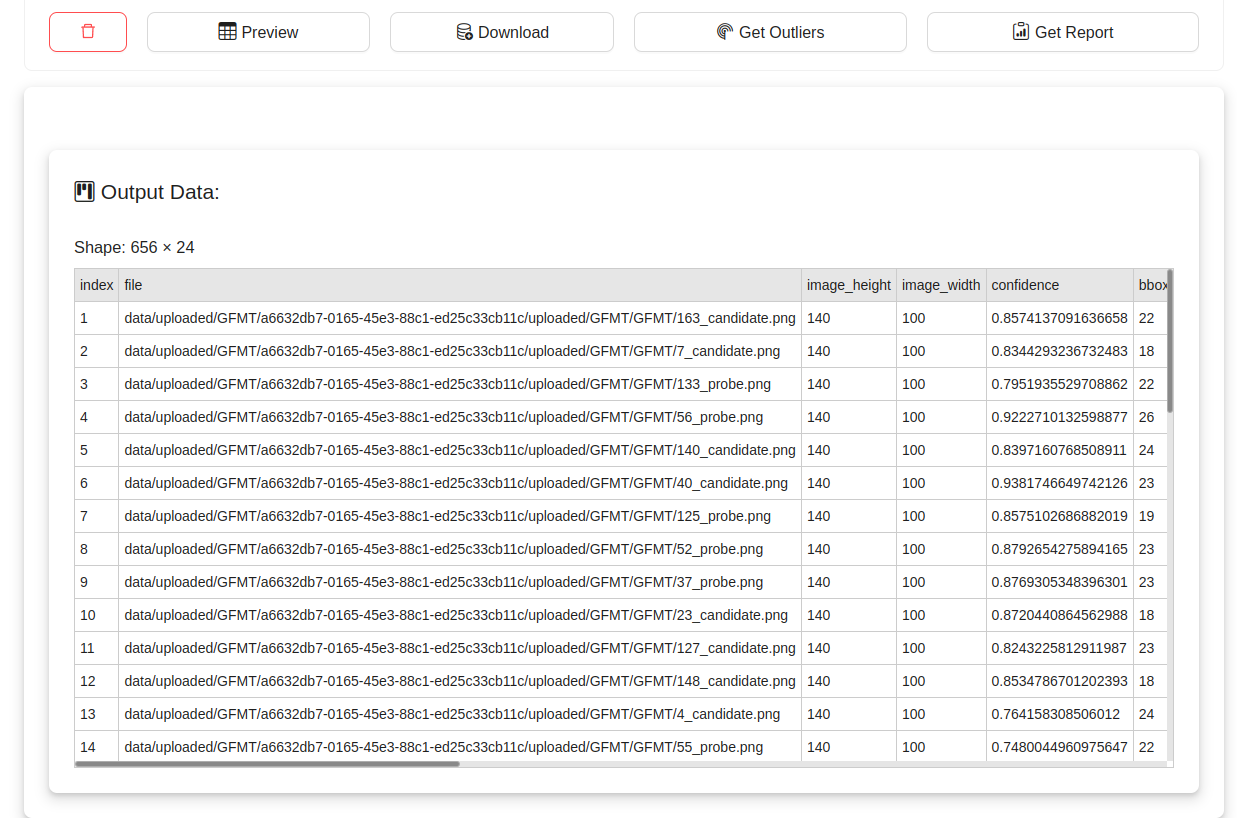 Preview Download Get Outliers Get Report
Output Data:
Shape: 656 × 24
index file image_height image_width confidence bbox
1 data/uploaded/GFMT/a6632db7-0165-45e3-88c1-ed25c33cb11c/uploaded/GFMT/GFMT/163_candidate.png 140 100 0.8574137091636658 22
2 data/uploaded/GFMT/a6632db7-0165-45e3-88c1-ed25c33cb11c/uploaded/GFMT/GFMT/7_candidate.png 140 100 0.8344293236732483 18
3 data/uploaded/GFMT/a6632db7-0165-45e3-88c1-ed25c33cb11c/uploaded/GFMT/GFMT/133_probe.png 140 100 0.7951935529708862 22
4 data/uploaded/GFMT/a6632db7-0165-45e3-88c1-ed25c33cb11c/uploaded/GFMT/GFMT/56_probe.png 140 100 0.9222710132598877 26
5 data/uploaded/GFMT/a6632db7-0165-45e3-88c1-ed25c33cb11c/uploaded/GFMT/GFMT/140_candidate.png 140 100 0.8397160768508911 24
6 data/uploaded/GFMT/a6632db7-0165-45e3-88c1-ed25c33cb11c/uploaded/GFMT/GFMT/40_candidate.png 140 100 0.9381746649742126 23
7 data/uploaded/GFMT/a6632db7-0165-45e3-88c1-ed25c33cb11c/uploaded/GFMT/GFMT/125_probe.png 140 100 0.8575102686882019 19
8 data/uploaded/GFMT/a6632db7-0165-45e3-88c1-ed25c33cb11c/uploaded/GFMT/GFMT/52_probe.png 140 100 0.8792654275894165 23
9 data/uploaded/GFMT/a6632db7-0165-45e3-88c1-ed25c33cb11c/uploaded/GFMT/GFMT/37_probe.png 140 100 0.8769305348396301 23
10 data/uploaded/GFMT/a6632db7-0165-45e3-88c1-ed25c33cb11c/uploaded/GFMT/GFMT/23_candidate.png 140 100 0.8720440864562988 18
11 data/uploaded/GFMT/a6632db7-0165-45e3-88c1-ed25c33cb11c/uploaded/GFMT/GFMT/127_candidate.png 140 100 0.8243225812911987 23
12 data/uploaded/GFMT/a6632db7-0165-45e3-88c1-ed25c33cb11c/uploaded/GFMT/GFMT/148_candidate.png 140 100 0.8534786701202393 18
13 data/uploaded/GFMT/a6632db7-0165-45e3-88c1-ed25c33cb11c/uploaded/GFMT/GFMT/4_candidate.png 140 100 0.764158308506012 24
14 data/uploaded/GFMT/a6632db7-0165-45e3-88c1-ed25c33cb11c/uploaded/GFMT/GFMT/55_probe.png 140 100 0.7480044960975647 22